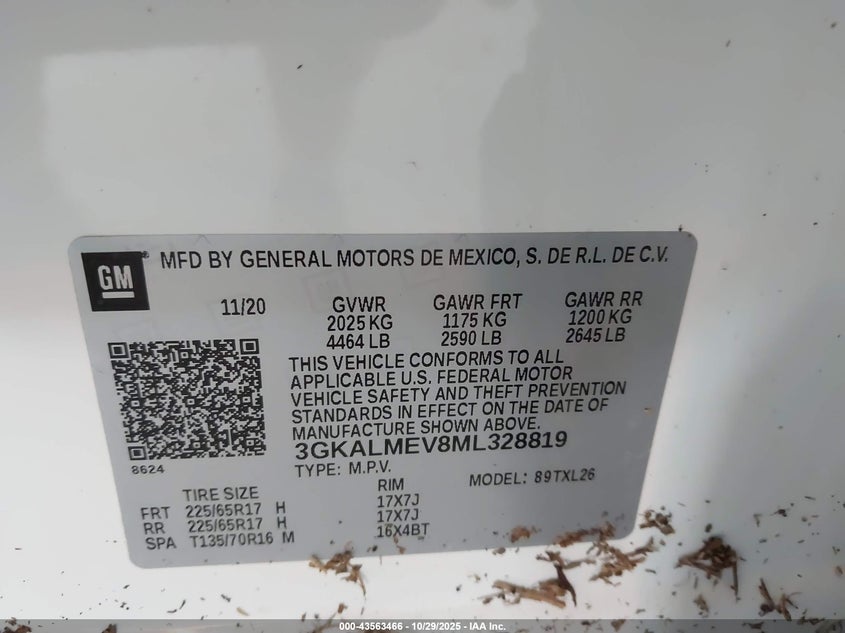 GM
MFD BY GENERAL MOTORS DE MEXICO, S. DE R.L. DE C.V.
11/20 GVWR GAWR FRT GAWR RR
2025 KG 1175 KG 1200 KG
4464 LB 2590 LB 2645 LB
THIS VEHICLE CONFORMS TO ALL
APPLICABLE U.S. FEDERAL MOTOR
VEHICLE SAFETY AND THEFT PREVENTION
STANDARDS IN EFFECT ON THE DATE OF
MANUFACTURE SHOWN ABOVE.
3GKALMEV8ML328819
8624
TYPE: M.P.V. MODEL: 89TXL26
TIRE SIZE RIM
FRT 225/65R17 H 17X7J
RR 225/65R17 H 17X7J
SPA T135/70R16 M 16X4BT
000-43563466 - 10/29/2025 - IAA Inc.